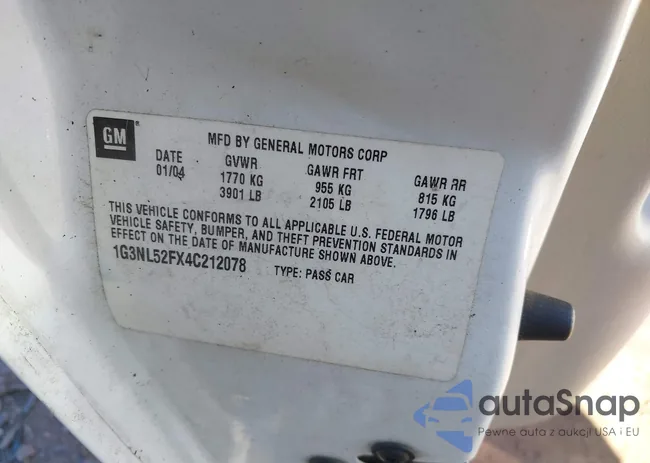 GM
MFD BY GENERAL MOTORS CORP
DATE GVWR GAWR FRT GAWR RR
01/04 1770 KG 955 KG 815 KG
3901 LB 2105 LB 1796 LB
THIS VEHICLE CONFORMS TO ALL APPLICABLE U.S. FEDERAL MOTOR
VEHICLE SAFETY, BUMPER, AND THEFT PREVENTION STANDARDS IN
EFFECT ON THE DATE OF MANUFACTURE SHOWN ABOVE.
1G3NL52FX4C212078 TYPE: PASS CAR
autoSnap
Pewne auta z aukcji USA i EU